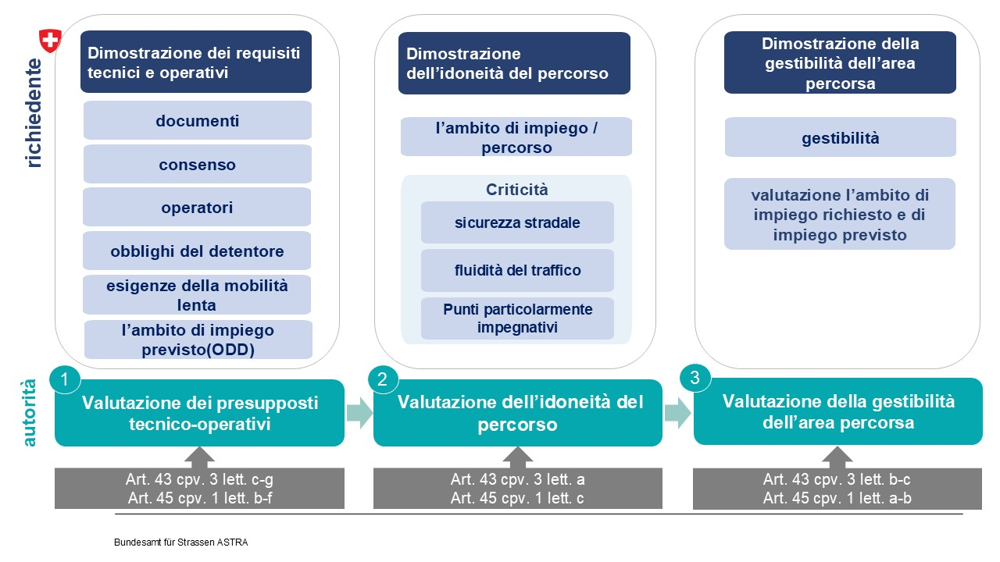 richiedente
Dimostrazione dei requisiti
tecnici e operativi
documenti
consenso
operatori
obblighi del detentore
esigenze della mobilità
lenta
l’ambito di impiego
previsto(ODD)
Dimostrazione
dell’idoneità del percorso
l’ambito di impiego /
percorso
Criticità
sicurezza stradale
fluidità del traffico
Punti particolarmente
impegnativi
Dimostrazione della
gestibilità dell’area
percorsa
gestibilità
valutazione l’ambito di
impiego richiesto e di
impiego previsto
autorità
1
Valutazione dei presupposti
tecnico-operativi
2
Valutazione dell’idoneità del
percorso
3
Valutazione della gestibilità
dell’area percorsa
Art. 43 cpv. 3 lett. c-g
Art. 45 cpv. 1 lett. b-f
Art. 43 cpv. 3 lett. a
Art. 45 cpv. 1 lett. c
Art. 43 cpv. 3 lett. b-c
Art. 45 cpv. 1 lett. a-b
Bundesamt für Strassen ASTRA